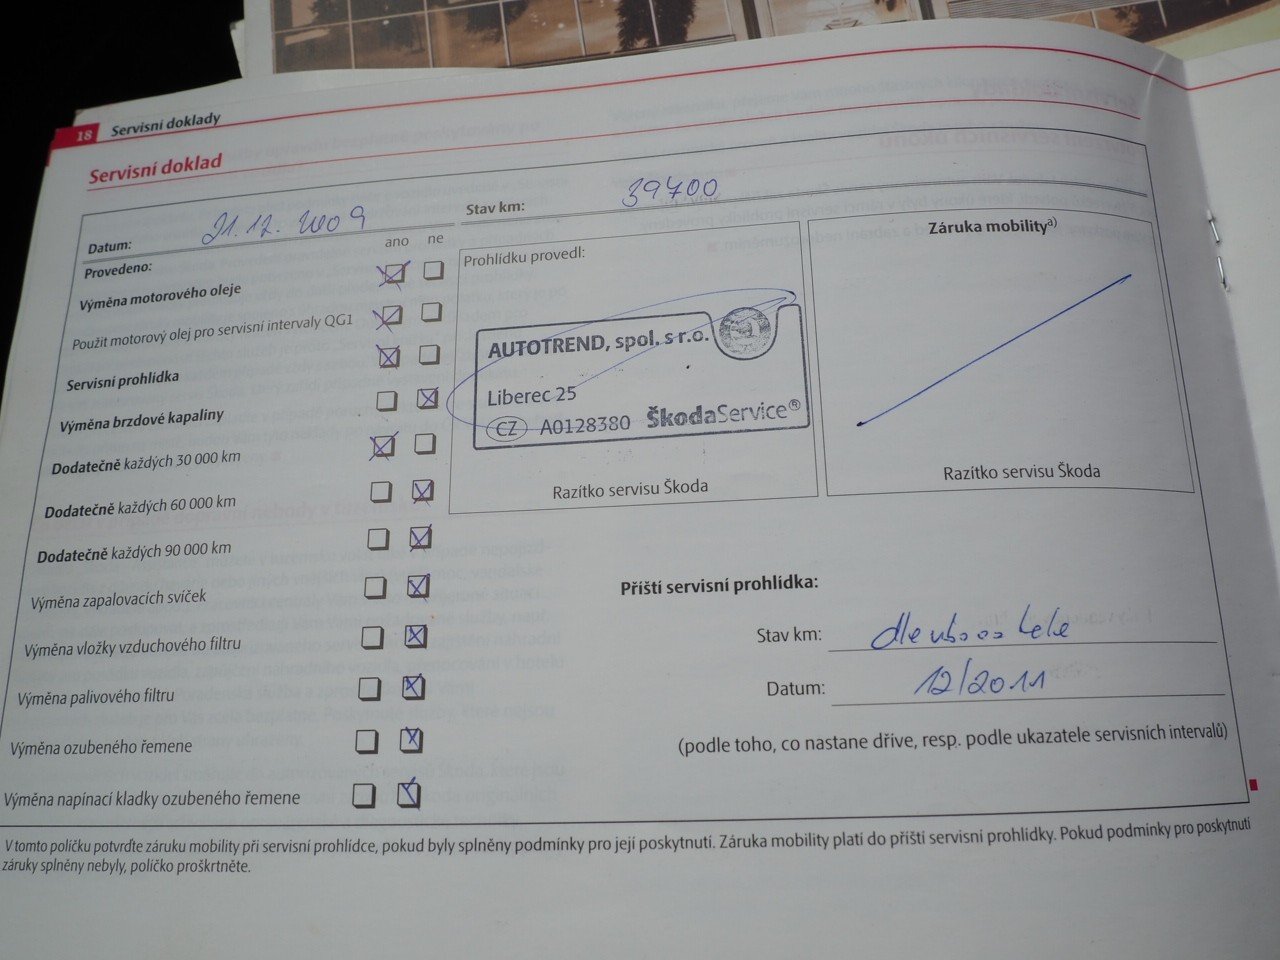 18 Servisní doklady
Servisní doklad
Datum: 21.12.2009
Stav km: 39700
ano ne
Provedeno:
Výměna motorového oleje
Použit motorový olej pro servisní intervaly QG1
Servisní prohlídka
Výměna brzdové kapaliny
Dodatečně každých 30 000 km
Dodatečně každých 60 000 km
Dodatečně každých 90 000 km
Výměna zapalovacích svíček
Výměna vložky vzduchového filtru
Výměna palivového filtru
Výměna ozubeného řemene
Výměna napínací kladky ozubeného řemene
Prohlídku provedl:
AUTOTREND, spol. s r.o.
Liberec 25
CZ A0128380 ŠkodaService®
Razítko servisu Škoda
Záruka mobility a)
Razítko servisu Škoda
Příští servisní prohlídka:
Stav km:
Datum: 12/2011
(podle toho, co nastane dříve, resp. podle ukazatele servisních intervalů)
V tomto políčku potvrďte záruku mobility při servisní prohlídce, pokud byly splněny podmínky pro její poskytnutí. Záruka mobility platí do příští servisní prohlídky. Pokud podmínky pro poskytnutí
záruky splněny nebyly, políčko proškrtněte.